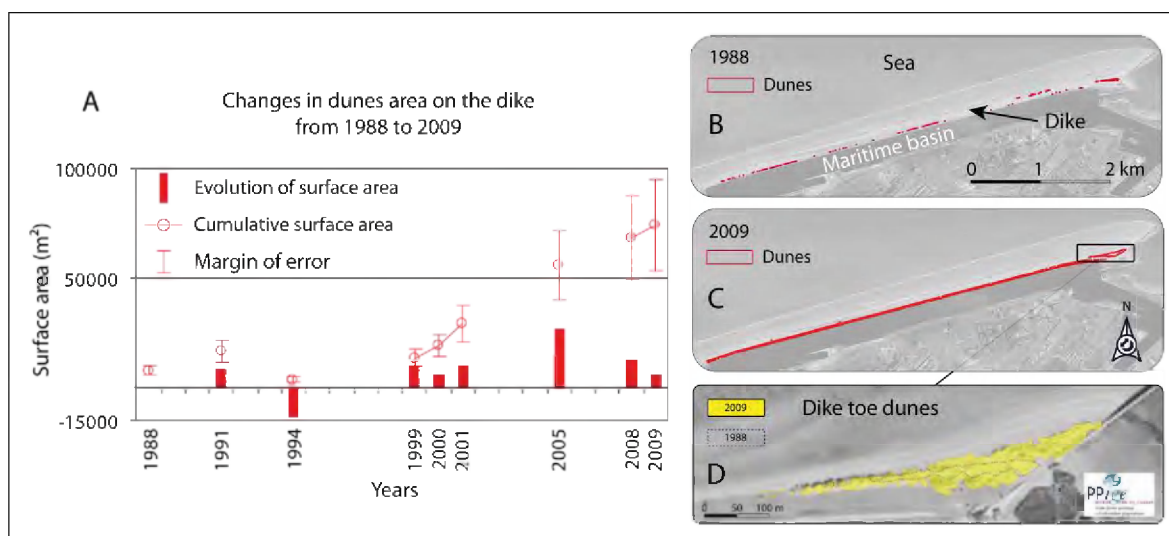 A
Changes in dunes area on the dike
from 1988 to 2009
100000
50000
-15000
Surface area (m²)
Evolution of surface area
Cumulative surface area
Margin of error
1988
1991
1994
1999
2000
2001
2005
2008
2009
Years
1988
Dunes
B
Sea
Dike
Maritime basin
0 1 2 km
2009
Dunes
C
N
2009
1988
Dike toe dunes
D
0 50 100 m